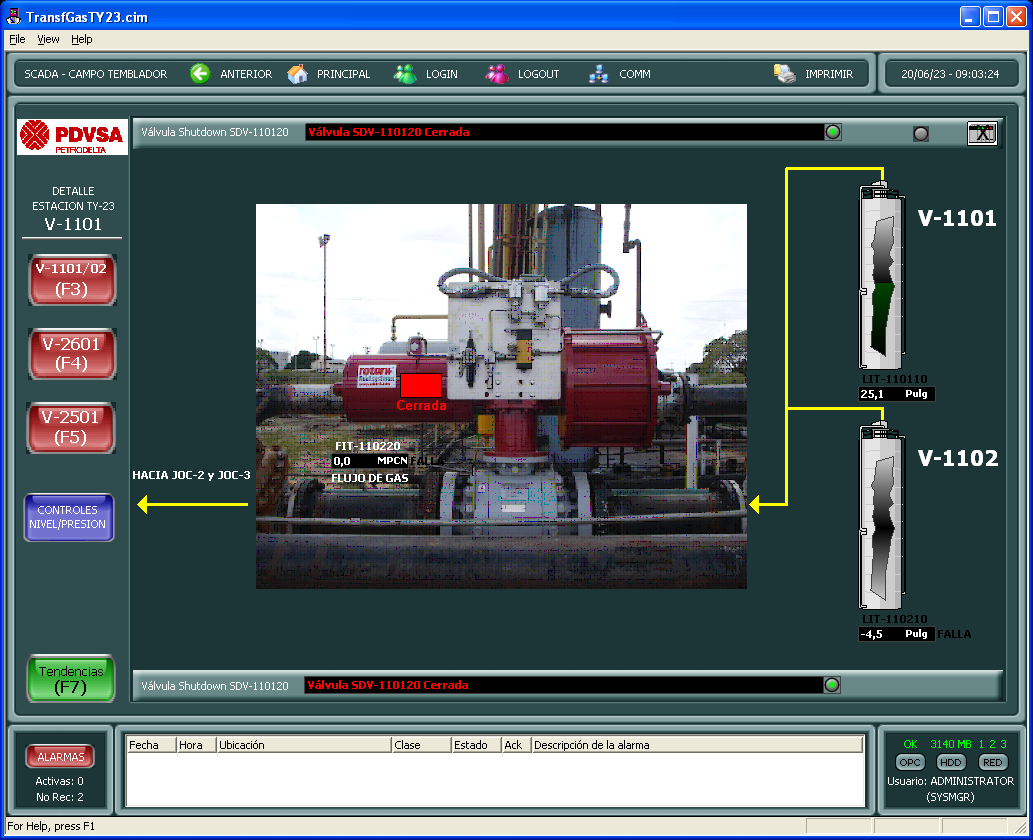 TransfGasTY23.cim
File View Help
SCADA - CAMPO TEMBLADOR ANTERIOR PRINCIPAL LOGIN LOGOUT COMM IMPRIMIR 20/06/23 - 09:03:24
PDVSA
PETRODELTA
Válvula Shutdown SDV-110120 Válvula SDV-110120 Cerrada
DETALLE
ESTACION TY-23
V-1101
V-1101/02
(F3)
V-2601
(F4)
V-2501
(F5)
CONTROLES
NIVEL/PRESION
Tendencias
(F7)
HACIA JOC-2 y JOC-3
rotork
Cerrada
FIT-110220
0,0 MPCN FALLA
FLUJO DE GAS
V-1101
LIT-110110
25,1 Pulg
V-1102
LIT-110210
-4,5 Pulg FALLA
Válvula Shutdown SDV-110120 Válvula SDV-110120 Cerrada
ALARMAS
Activas: 0
No Rec: 2
Fecha Hora Ubicación Clase Estado Ack Descripción de la alarma
OK 3140 MB 1 2 3
OPC HDD RED
Usuario: ADMINISTRATOR
(SYSMGR)
For Help, press F1